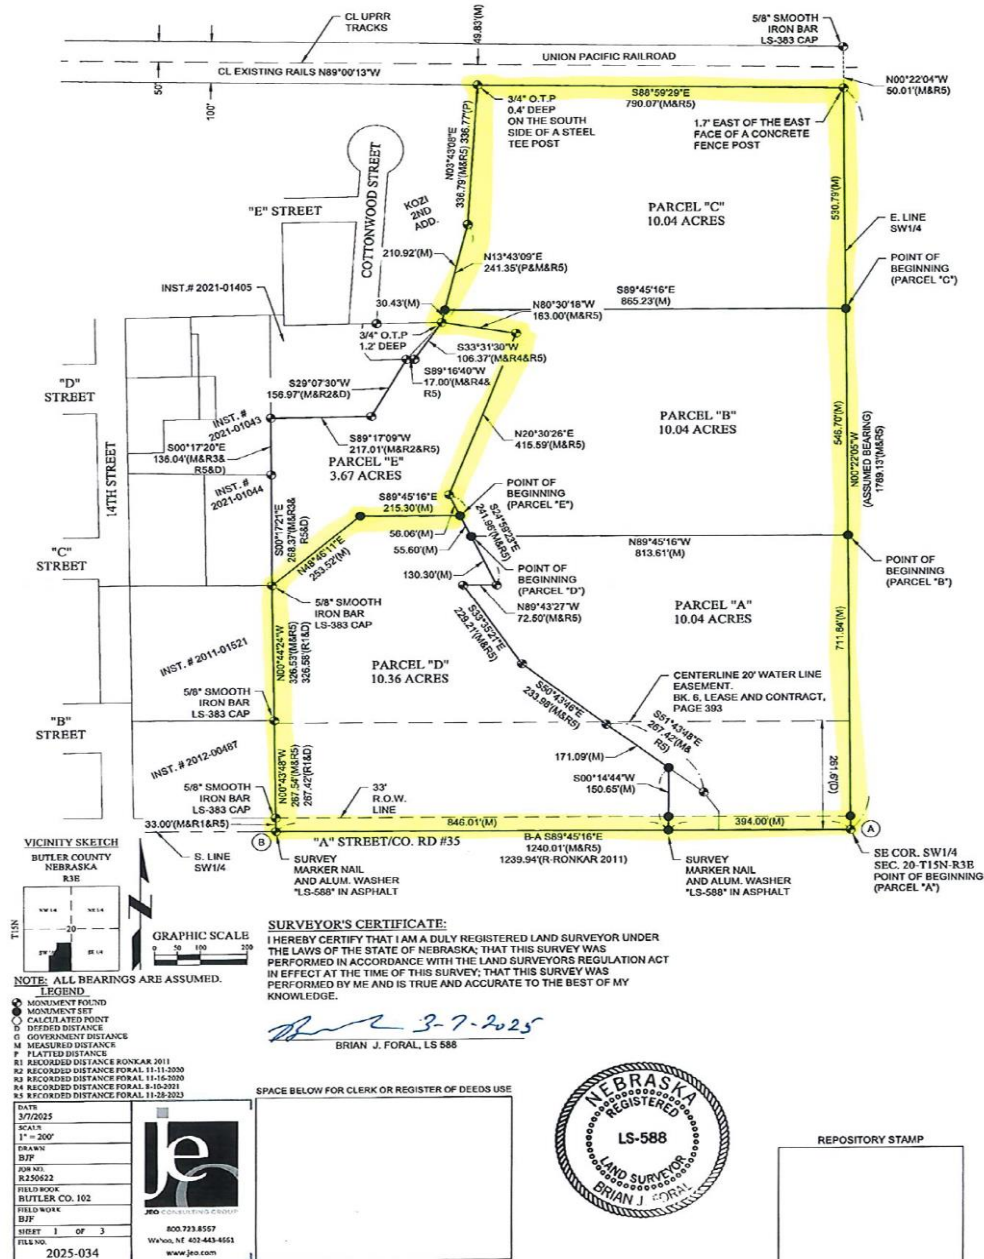 CL UPRR
TRACKS
49.83'(M)
5/8" SMOOTH
IRON BAR
LS-383 CAP
UNION PACIFIC RAILROAD
CL EXISTING RAILS N89°00'13"W
50'
100'
N00°22'04"W
50.01'(M&R5)
S88°59'29"E
790.07'(M&R5)
3/4" O.T.P
0.4' DEEP
ON THE SOUTH
SIDE OF A STEEL
TEE POST
1.7' EAST OF THE EAST
FACE OF A CONCRETE
FENCE POST
N03°43'08"E
336.79'(M&R5) 336.77'(P)
COTTONWOOD STREET
KOZI
2ND
ADD.
"E" STREET
PARCEL "C"
10.04 ACRES
530.79'(M)
E. LINE
SW1/4
210.92'(M)
N13°43'09"E
241.35'(P&M&R5)
POINT OF
BEGINNING
(PARCEL "C")
INST.# 2021-01405
S89°45'16"E
865.23'(M)
30.43'(M)
N80°30'18"W
163.00'(M&R5)
3/4" O.T.P
1.2' DEEP
S33°31'30"W
106.37'(M&R4&R5)
S89°16'40"W
17.00'(M&R4&
R5)
"D"
STREET
S29°07'30"W
156.97'(M&R2&D)
INST. #
2021-01043
PARCEL "B"
10.04 ACRES
N20°30'26"E
415.59'(M&R5)
S00°17'20"E
136.04'(M&R3&
R5&D)
S89°17'09"W
217.01'(M&R2&R5)
PARCEL "E"
3.67 ACRES
546.70'(M)
N00°22'05"W
(ASSUMED BEARING)
1789.13'(M&R5)
14TH STREET
INST. #
2021-01044
S89°45'16"E
215.30'(M)
POINT OF
BEGINNING
(PARCEL "E")
S24°59'23"E
241.96'(M&R5)
S00°17'21"E
268.37'(M&R3&
R5&D)
56.06'(M)
55.60'(M)
N89°45'16"W
813.61'(M)
"C"
STREET
N48°46'11"E
253.52'(M)
130.30'(M)
POINT OF
BEGINNING
(PARCEL "D")
POINT OF
BEGINNING
(PARCEL "B")
5/8" SMOOTH
IRON BAR
LS-383 CAP
N89°43'27"W
72.50'(M&R5)
PARCEL "A"
10.04 ACRES
S33°35'21"E
229.21'(M&R5)
711.64'(M)
N00°44'24"W
326.53'(M&R5)
326.58'(R1&D)
INST. # 2011-01521
PARCEL "D"
10.36 ACRES
CENTERLINE 20' WATER LINE
EASEMENT.
BK. 6, LEASE AND CONTRACT,
PAGE 393
5/8" SMOOTH
IRON BAR
LS-383 CAP
S50°43'46"E
233.98'(M&R5)
S51°43'48"E
267.42'(M&
R5)
"B"
STREET
INST. # 2012-00487
171.09'(M)
261.6'(D)
N00°43'48"W
267.54'(M&R5)
267.42'(R1&D)
S00°14'44"W
150.65'(M)
5/8" SMOOTH
IRON BAR
LS-383 CAP
33'
R.O.W.
LINE
33.00'(M&R1&R5)
846.01'(M)
394.00'(M)
B
"A" STREET/CO. RD #35
B-A S89°45'16"E
1240.01'(M&R5)
1239.94'(R-RONKAR 2011)
A
S. LINE
SW1/4
SURVEY
MARKER NAIL
AND ALUM. WASHER
"LS-588" IN ASPHALT
SURVEY
MARKER NAIL
AND ALUM. WASHER
"LS-588" IN ASPHALT
SE COR. SW1/4
SEC. 20-T15N-R3E
POINT OF BEGINNING
(PARCEL "A")
VICINITY SKETCH
BUTLER COUNTY
NEBRASKA
R3E
T15N
NW 1/4
NE 1/4
20
SW 1/4
SE 1/4
GRAPHIC SCALE
0 50 100 200
NOTE: ALL BEARINGS ARE ASSUMED.
LEGEND
MONUMENT FOUND
MONUMENT SET
CALCULATED POINT
D DEEDED DISTANCE
G GOVERNMENT DISTANCE
M MEASURED DISTANCE
P PLATTED DISTANCE
R1 RECORDED DISTANCE RONKAR 2011
R2 RECORDED DISTANCE FORAL 11-11-2020
R3 RECORDED DISTANCE FORAL 11-16-2020
R4 RECORDED DISTANCE FORAL 8-10-2021
R5 RECORDED DISTANCE FORAL 11-28-2023
SURVEYOR'S CERTIFICATE:
I HEREBY CERTIFY THAT I AM A DULY REGISTERED LAND SURVEYOR UNDER
THE LAWS OF THE STATE OF NEBRASKA; THAT THIS SURVEY WAS
PERFORMED IN ACCORDANCE WITH THE LAND SURVEYORS REGULATION ACT
IN EFFECT AT THE TIME OF THIS SURVEY; THAT THIS SURVEY WAS
PERFORMED BY ME AND IS TRUE AND ACCURATE TO THE BEST OF MY
KNOWLEDGE.
3-7-2025
BRIAN J. FORAL, LS 588
DATE
3/7/2025
SCALE
1" = 200'
DRAWN
BJF
JOB NO.
R250622
FIELD BOOK
BUTLER CO. 102
FIELD WORK
BJF
SHEET 1 OF 3
FILE NO.
2025-034
jeo
JEO CONSULTING GROUP
800.723.8567
Wahoo, NE 402-443-4661
www.jeo.com
SPACE BELOW FOR CLERK OR REGISTER OF DEEDS USE
NEBRASKA
REGISTERED
LS-588
LAND SURVEYOR
BRIAN J. FORAL
REPOSITORY STAMP